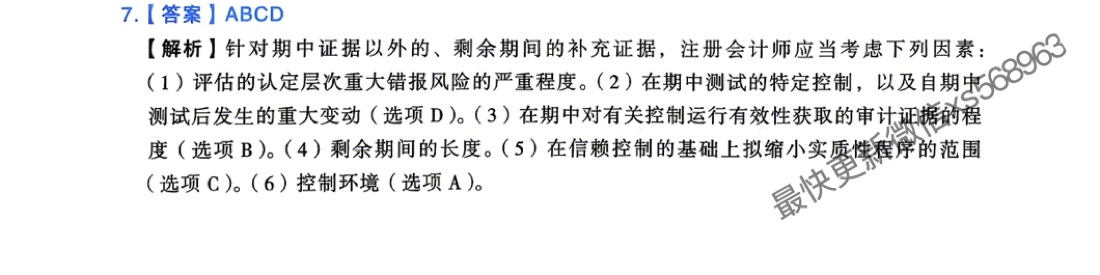 7.【答案】ABCD
【解析】针对期中证据以外的、剩余期间的补充证据，注册会计师应当考虑下列因素：
（1）评估的认定层次重大错报风险的严重程度。（2）在期中测试的特定控制，以及自期中
测试后发生的重大变动（选项 D）。（3）在期中对有关控制运行有效性获取的审计证据的程
度（选项 B）。（4）剩余期间的长度。（5）在信赖控制的基础上拟缩小实质性程序的范围
（选项 C）。（6）控制环境（选项 A）。
最快更新微信xs568963